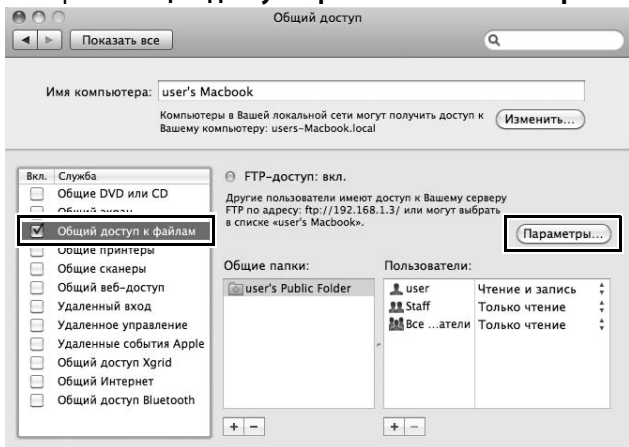 Общий доступ
Показать все
Имя компьютера: user's Macbook
Компьютеры в Вашей локальной сети могут получить доступ к
Вашему компьютеру: users-Macbook.local
Изменить...
Вкл. Служба
Общие DVD или CD
Общий экран
Общий доступ к файлам
Общие принтеры
Общие сканеры
Общий веб-доступ
Удаленный вход
Удаленное управление
Удаленные события Apple
Общий доступ Xgrid
Общий Интернет
Общий доступ Bluetooth
FTP-доступ: вкл.
Другие пользователи имеют доступ к Вашему серверу
FTP по адресу: ftp://192.168.1.3/ или могут выбрать
в списке «user's Macbook».
Параметры...
Общие папки:
user's Public Folder
Пользователи:
user Чтение и запись
Staff Только чтение
Все ...атели Только чтение